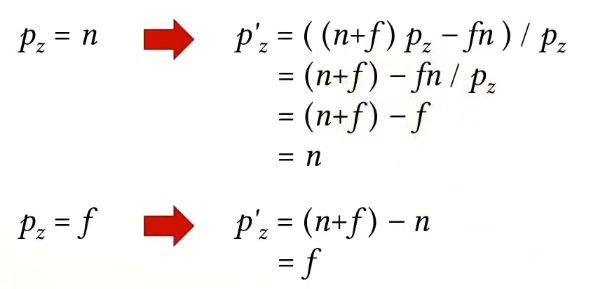 p_z = n ➡ p'_z = ( (n+f) p_z – fn ) / p_z
= (n+f) – fn / p_z
= (n+f) – f
= n
p_z = f ➡ p'_z = (n+f) – n
= f